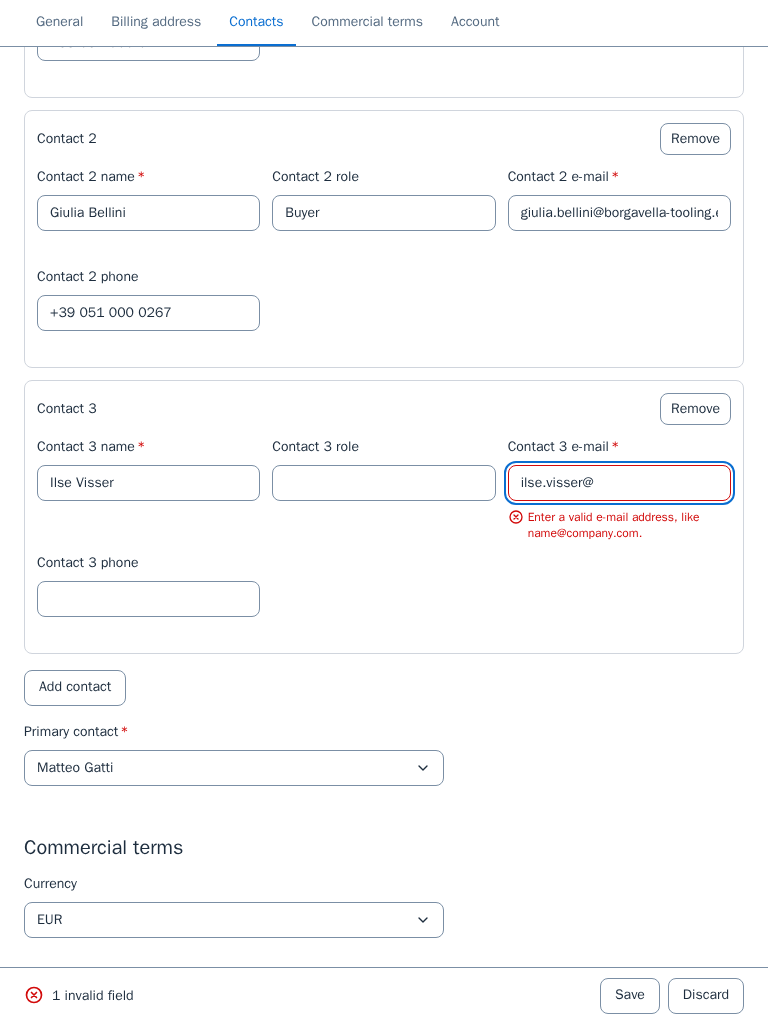 General
Billing address
Contacts
Commercial terms
Account
Contact 2
Remove
Contact 2 name *
Contact 2 role
Contact 2 e-mail *
Giulia Bellini
Buyer
giulia.bellini@borgavella-tooling.
Contact 2 phone
+39 051 000 0267
Contact 3
Remove
Contact 3 name *
Contact 3 role
Contact 3 e-mail *
Ilse Visser
ilse.visser@
Enter a valid e-mail address, like
name@company.com.
Contact 3 phone
Add contact
Primary contact *
Matteo Gatti
Commercial terms
Currency
EUR
1 invalid field
Save
Discard